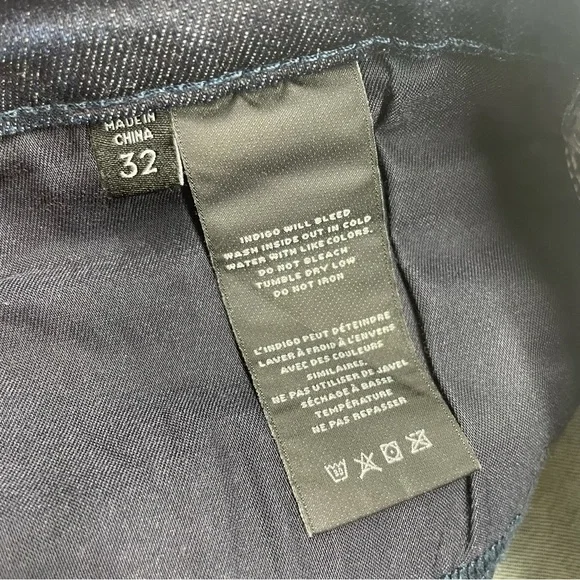 MADE IN
CHINA
32
INDIGO WILL BLEED
WASH INSIDE OUT IN COLD
WATER WITH LIKE COLORS.
DO NOT BLEACH
TUMBLE DRY LOW
DO NOT IRON
L'INDIGO PEUT DÉTEINDRE
LAVER À FROID À L'ENVERS
AVEC DES COULEURS
SIMILAIRES.
NE PAS UTILISER DE JAVEL
SÉCHAGE À BASSE
TEMPÉRATURE
NE PAS REPASSER